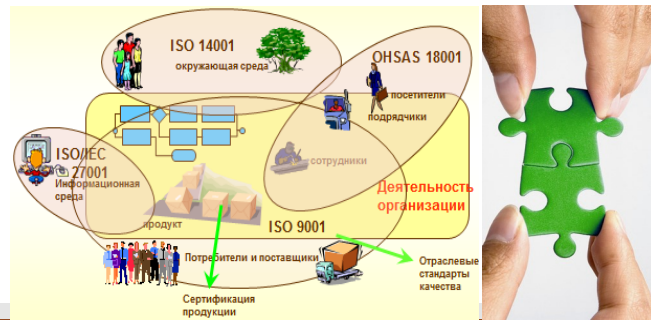 ISO 14001
окружающая среда
OHSAS 18001
посетители
подрядчики
ISO/IEC
27001
Информационная
среда
сотрудники
Деятельность
организации
продукт
ISO 9001
Потребители и поставщики
Отраслевые
стандарты
качества
Сертификация
продукции